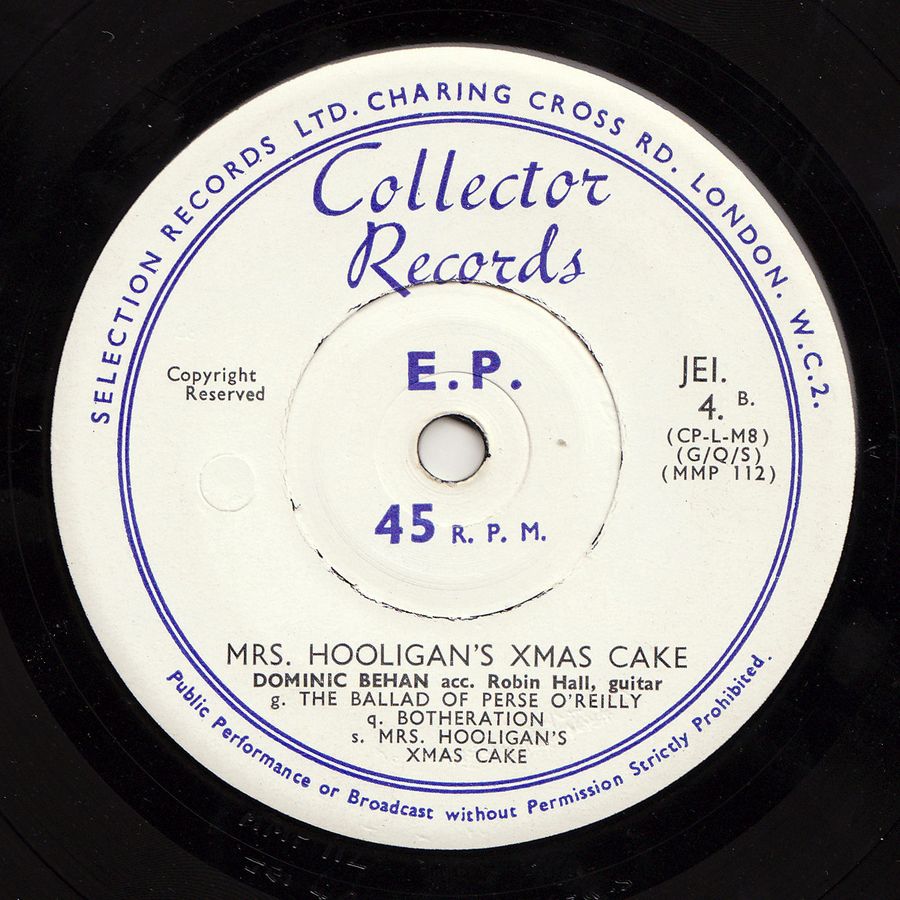 SELECTION RECORDS LTD. CHARING CROSS RD. LONDON. W.C.2.
Collector
Records
E.P.
Copyright
Reserved
JEI.
4. B.
(CP-L-M8)
(G/Q/S)
(MMP 112)
45 R. P. M.
MRS. HOOLIGAN'S XMAS CAKE
DOMINIC BEHAN acc. Robin Hall, guitar
g. THE BALLAD OF PERSE O'REILLY
q. BOTHERATION
s. MRS. HOOLIGAN'S
XMAS CAKE
Public Performance or Broadcast without Permission Strictly Prohibited.